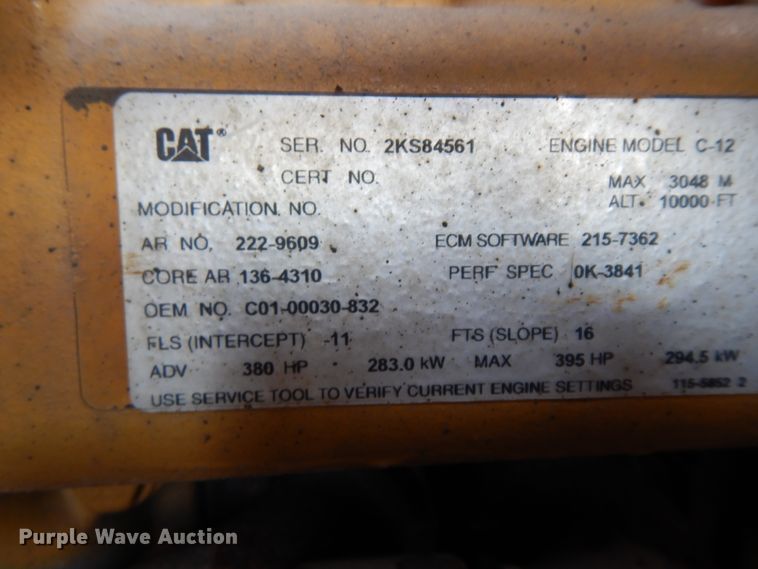 CAT® SER. NO. 2KS84561 ENGINE MODEL C-12
CERT NO. MAX 3048 M
MODIFICATION NO. ALT 10000 FT
AR NO. 222-9609 ECM SOFTWARE 215-7362
CORE AR 136-4310 PERF SPEC 0K-3841
OEM NO. C01-00030-832
FLS (INTERCEPT) -11 FTS (SLOPE) 16
ADV 380 HP 283.0 kW MAX 395 HP 294.5 kW
USE SERVICE TOOL TO VERIFY CURRENT ENGINE SETTINGS 115-5852 2
Purple Wave Auction